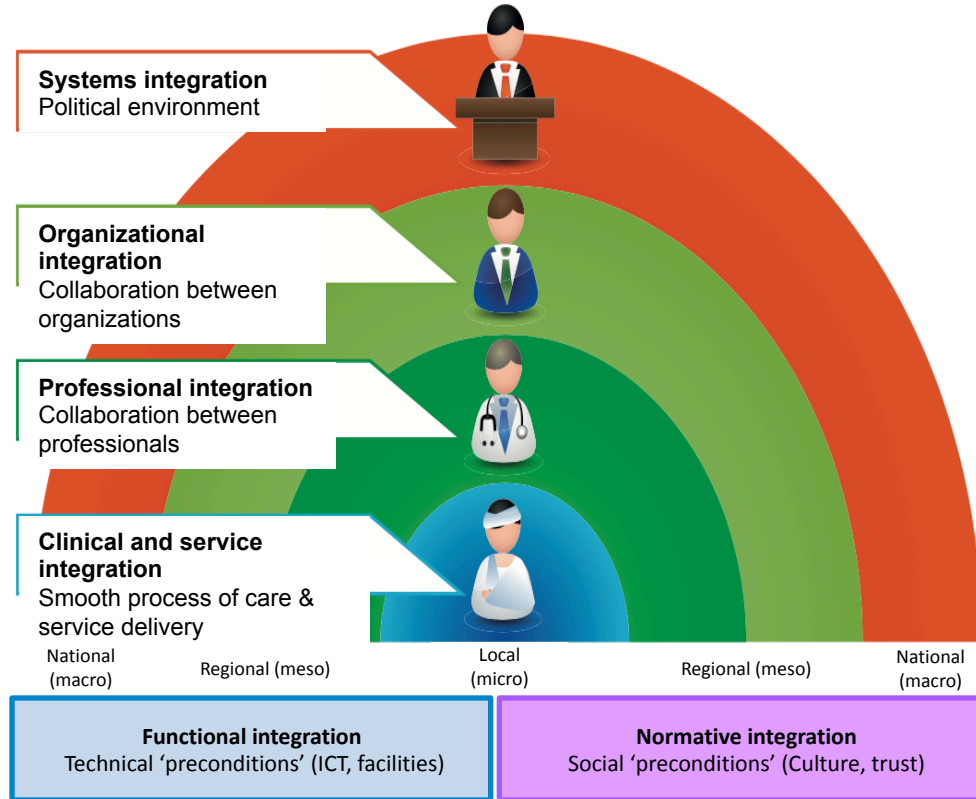 Systems integration
Political environment
Organizational
integration
Collaboration between
organizations
Professional integration
Collaboration between
professionals
Clinical and service
integration
Smooth process of care &
service delivery
National
(macro)
Regional (meso)
Local
(micro)
Regional (meso)
National
(macro)
Functional integration
Technical ‘preconditions’ (ICT, facilities)
Normative integration
Social ‘preconditions’ (Culture, trust)